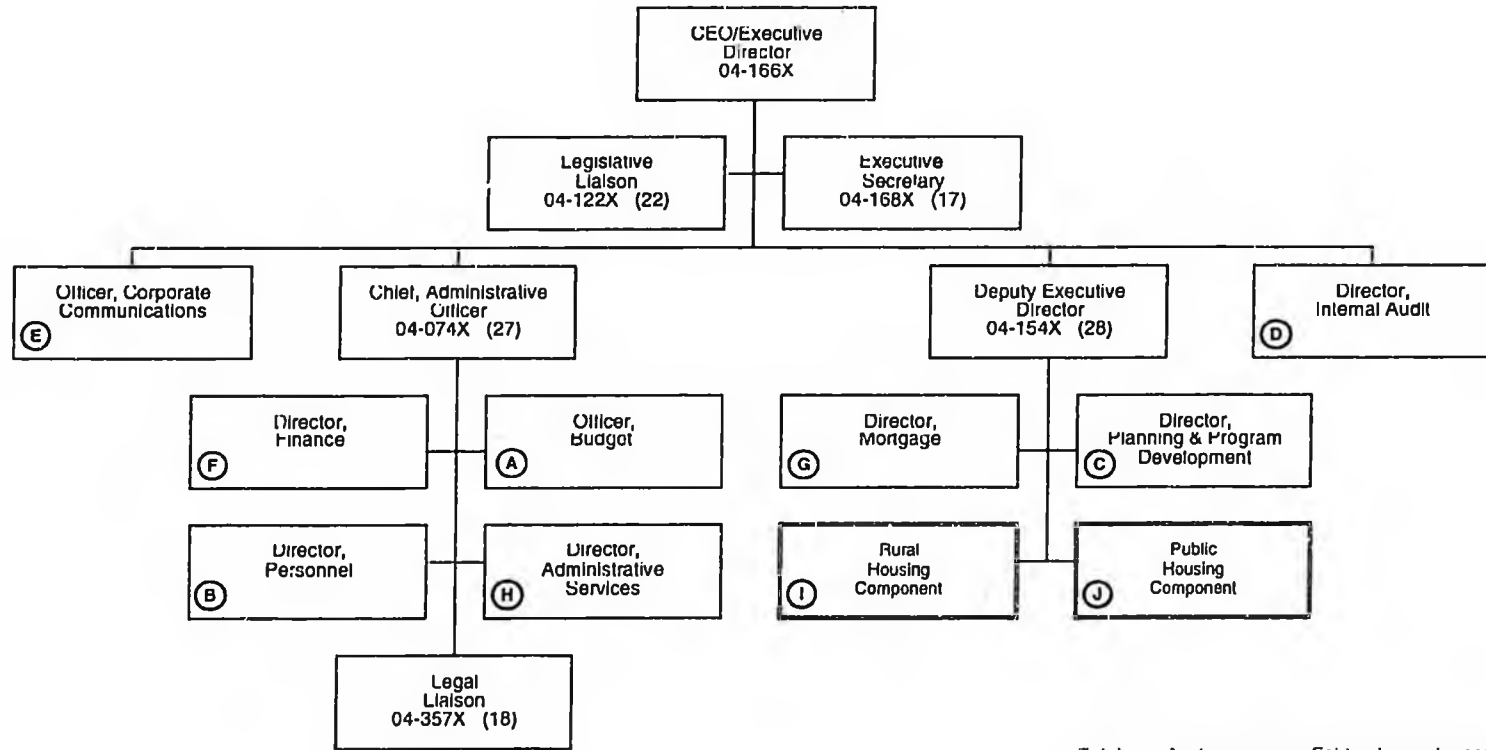 CEO/Executive
Director
04-166X
Legislative
Liaison
04-122X (22)
Executive
Secretary
04-168X (17)
Officer, Corporate
Communications
E
Chief, Administrative
Officer
04-074X (27)
Deputy Executive
Director
04-154X (28)
Director,
Internal Audit
D
Director,
Finance
F
Officer,
Budget
A
Director,
Mortgage
G
Director,
Planning & Program
Development
C
Director,
Personnel
B
Director,
Administrative
Services
H
Rural
Housing
Component
I
Public
Housing
Component
J
Legal
Liaison
04-357X (18)